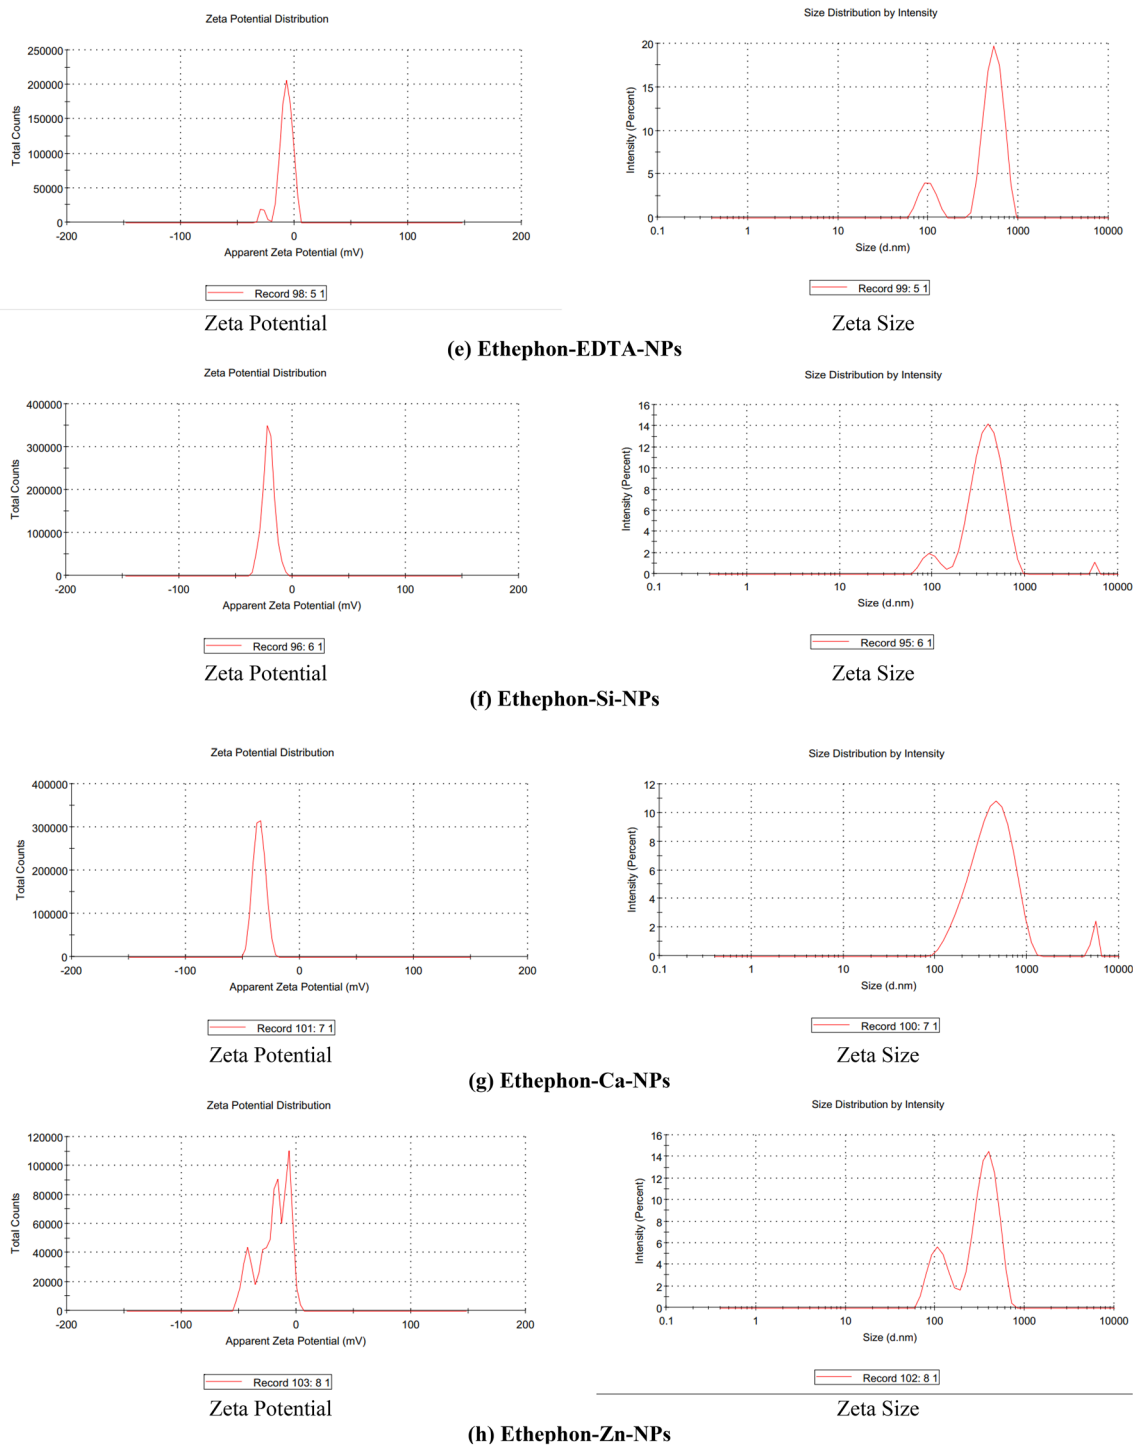 Zeta Potential Distribution
Total Counts
250000
200000
150000
100000
50000
0
-200 -100 0 100 200
Apparent Zeta Potential (mV)
Record 98: 5 1
Zeta Potential
Size Distribution by Intensity
Intensity (Percent)
20
15
10
5
0
0.1 1 10 100 1000 10000
Size (d.nm)
Record 99: 5 1
Zeta Size
(e) Ethephon-EDTA-NPs
Zeta Potential Distribution
Total Counts
400000
300000
200000
100000
0
-200 -100 0 100 200
Apparent Zeta Potential (mV)
Record 96: 6 1
Zeta Potential
Size Distribution by Intensity
Intensity (Percent)
16
14
12
10
8
6
4
2
0
0.1 1 10 100 1000 10000
Size (d.nm)
Record 95: 6 1
Zeta Size
(f) Ethephon-Si-NPs
Zeta Potential Distribution
Total Counts
400000
300000
200000
100000
0
-200 -100 0 100 200
Apparent Zeta Potential (mV)
Record 101: 7 1
Zeta Potential
Size Distribution by Intensity
Intensity (Percent)
12
10
8
6
4
2
0
0.1 1 10 100 1000 10000
Size (d.nm)
Record 100: 7 1
Zeta Size
(g) Ethephon-Ca-NPs
Zeta Potential Distribution
Total Counts
120000
100000
80000
60000
40000
20000
0
-200 -100 0 100 200
Apparent Zeta Potential (mV)
Record 103: 8 1
Zeta Potential
Size Distribution by Intensity
Intensity (Percent)
16
14
12
10
8
6
4
2
0
0.1 1 10 100 1000 10000
Size (d.nm)
Record 102: 8 1
Zeta Size
(h) Ethephon-Zn-NPs